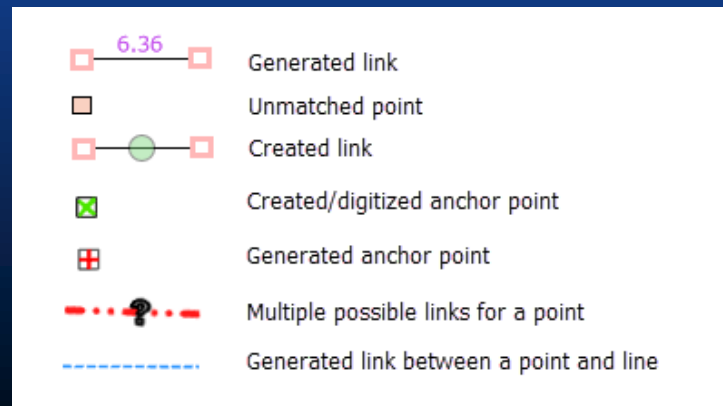 6.36
Generated link
Unmatched point
Created link
Created/digitized anchor point
Generated anchor point
? Multiple possible links for a point
Generated link between a point and line